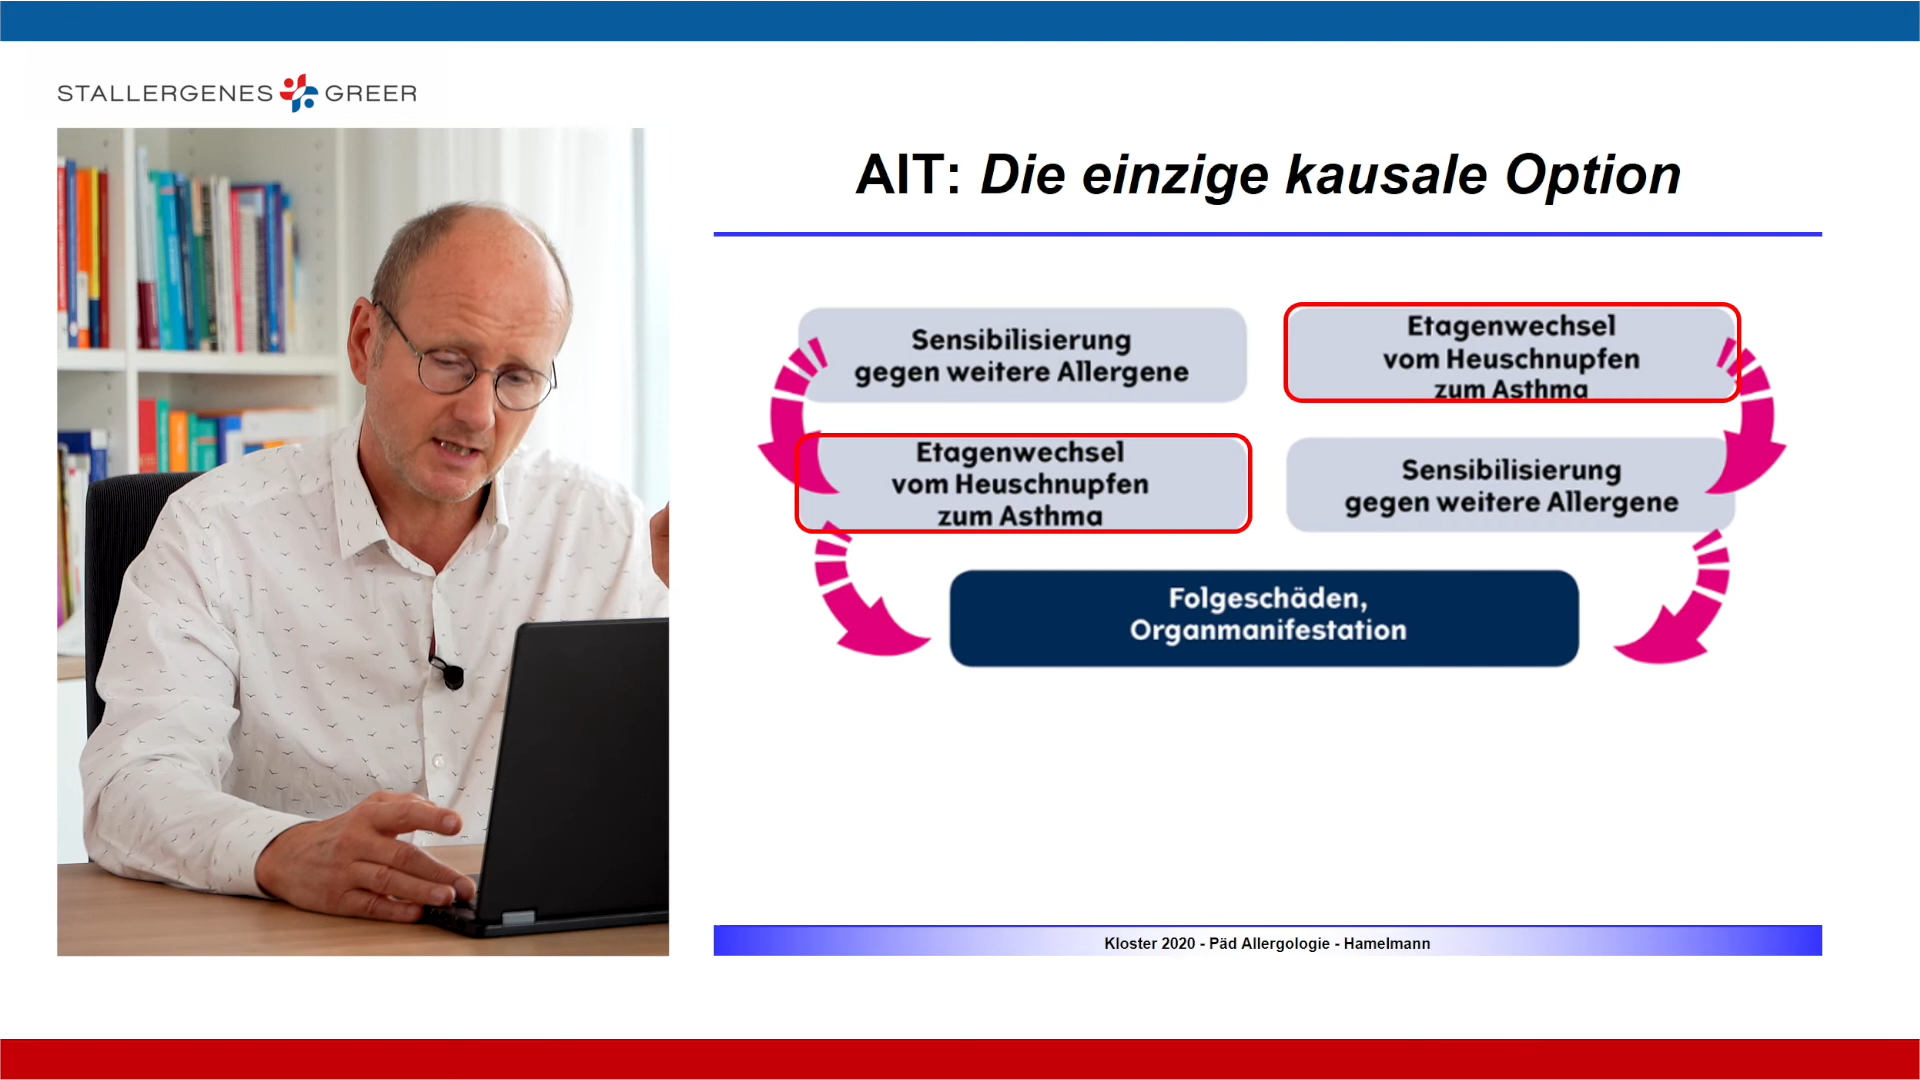 STALLERGENES GREER
AIT: Die einzige kausale Option
Sensibilisierung
gegen weitere Allergene
Etagenwechsel
vom Heuschnupfen
zum Asthma
Etagenwechsel
vom Heuschnupfen
zum Asthma
Sensibilisierung
gegen weitere Allergene
Folgeschäden,
Organmanifestation
Kloster 2020 - Päd Allergologie - Hamelmann